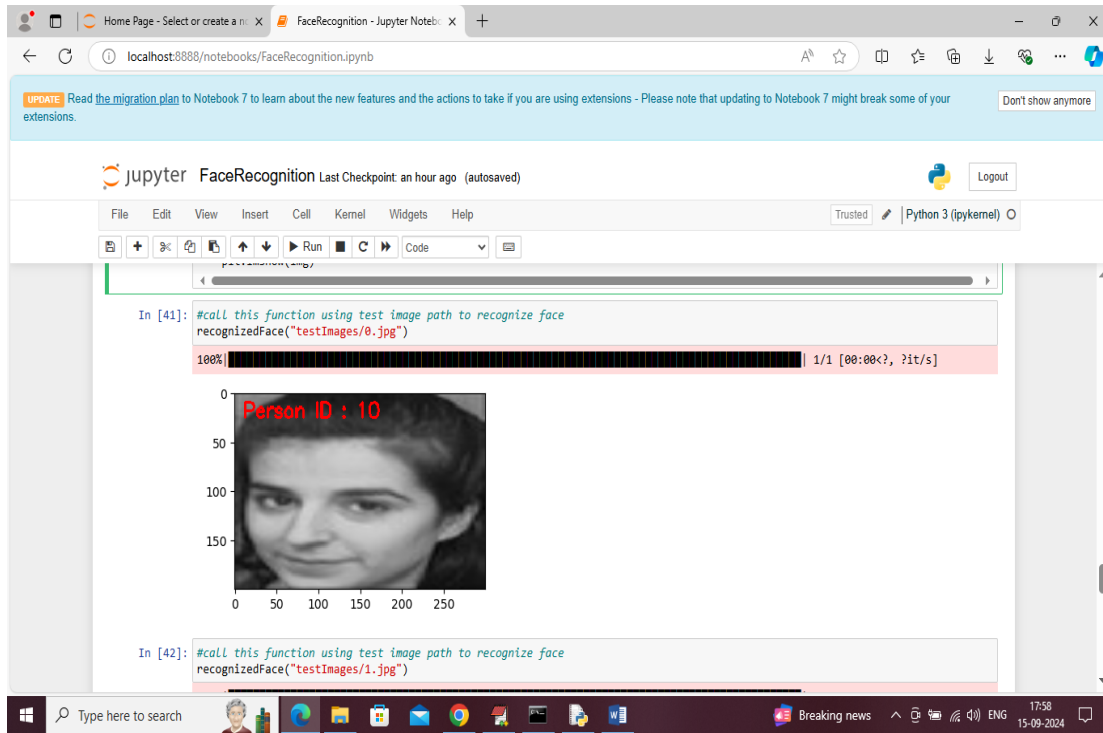 Home Page - Select or create a n
FaceRecognition - Jupyter Notebo
localhost:8888/notebooks/FaceRecognition.ipynb
UPDATE Read the migration plan to Notebook 7 to learn about the new features and the actions to take if you are using extensions - Please note that updating to Notebook 7 might break some of your
extensions.
Don't show anymore
jupyter FaceRecognition Last Checkpoint: an hour ago (autosaved)
Logout
File Edit View Insert Cell Kernel Widgets Help
Trusted Python 3 (ipykernel)
Run Code
In [41]: #call this function using test image path to recognize face
recognizedFace("testImages/0.jpg")
100%| | 1/1 [00:00<?, ?it/s]
Person ID : 10
0
50
100
150
0 50 100 150 200 250
In [42]: #call this function using test image path to recognize face
recognizedFace("testImages/1.jpg")
Type here to search
Breaking news
ENG
17:58
15-09-2024